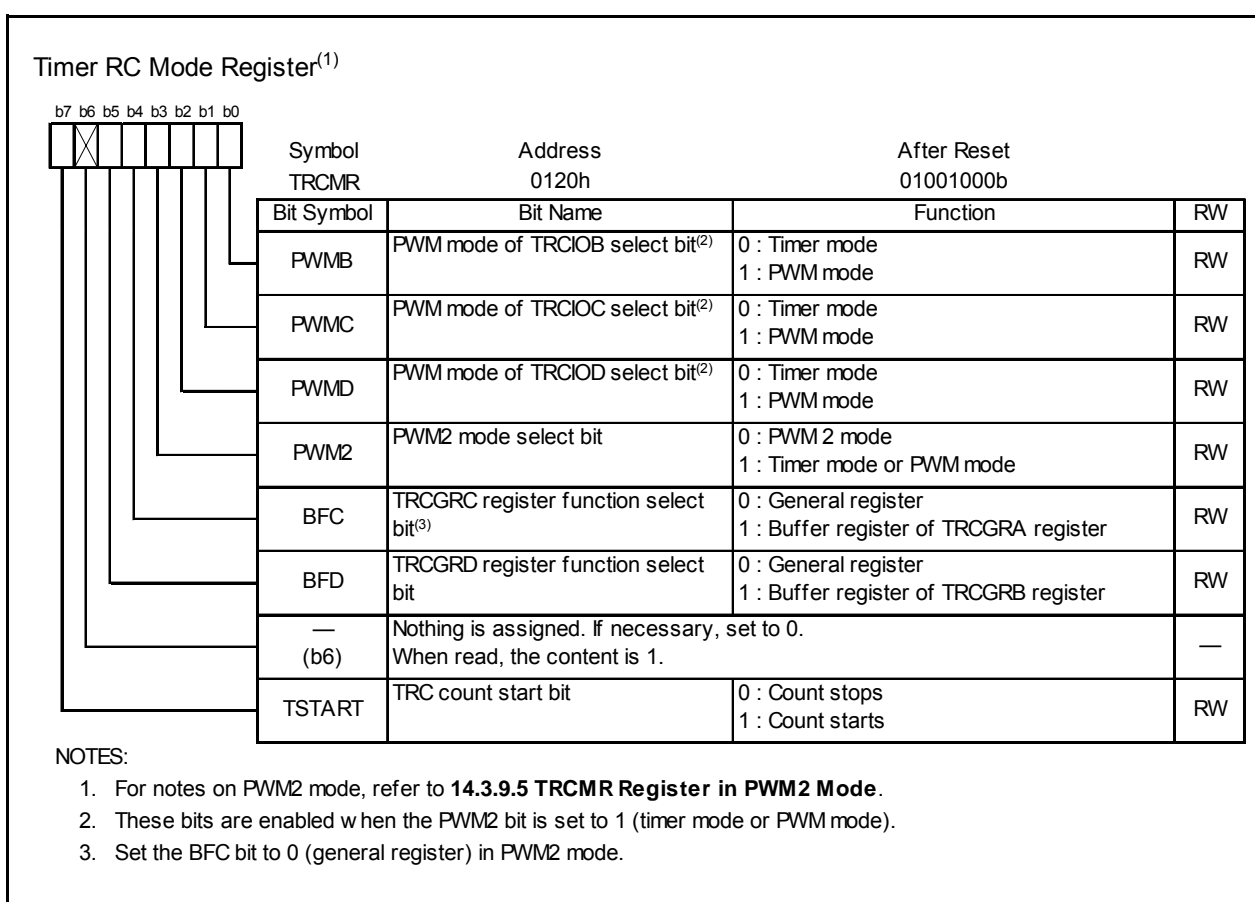 Timer RC Mode Register(1)
b7 b6 b5 b4 b3 b2 b1 b0
Symbol Address After Reset
TRCMR 0120h 01001000b
Bit Symbol Bit Name Function RW
PWMB PWM mode of TRCIOB select bit(2) 0 : Timer mode
1 : PWM mode RW
PWMC PWM mode of TRCIOC select bit(2) 0 : Timer mode
1 : PWM mode RW
PWMD PWM mode of TRCIOD select bit(2) 0 : Timer mode
1 : PWM mode RW
PWM2 PWM2 mode select bit 0 : PWM 2 mode
1 : Timer mode or PWM mode RW
BFC TRCGRC register function select
bit(3) 0 : General register
1 : Buffer register of TRCGRA register RW
BFD TRCGRD register function select
bit 0 : General register
1 : Buffer register of TRCGRB register RW
—
(b6) Nothing is assigned. If necessary, set to 0.
When read, the content is 1. —
TSTART TRC count start bit 0 : Count stops
1 : Count starts RW
NOTES:
1. For notes on PWM2 mode, refer to 14.3.9.5 TRCMR Register in PWM2 Mode.
2. These bits are enabled when the PWM2 bit is set to 1 (timer mode or PWM mode).
3. Set the BFC bit to 0 (general register) in PWM2 mode.